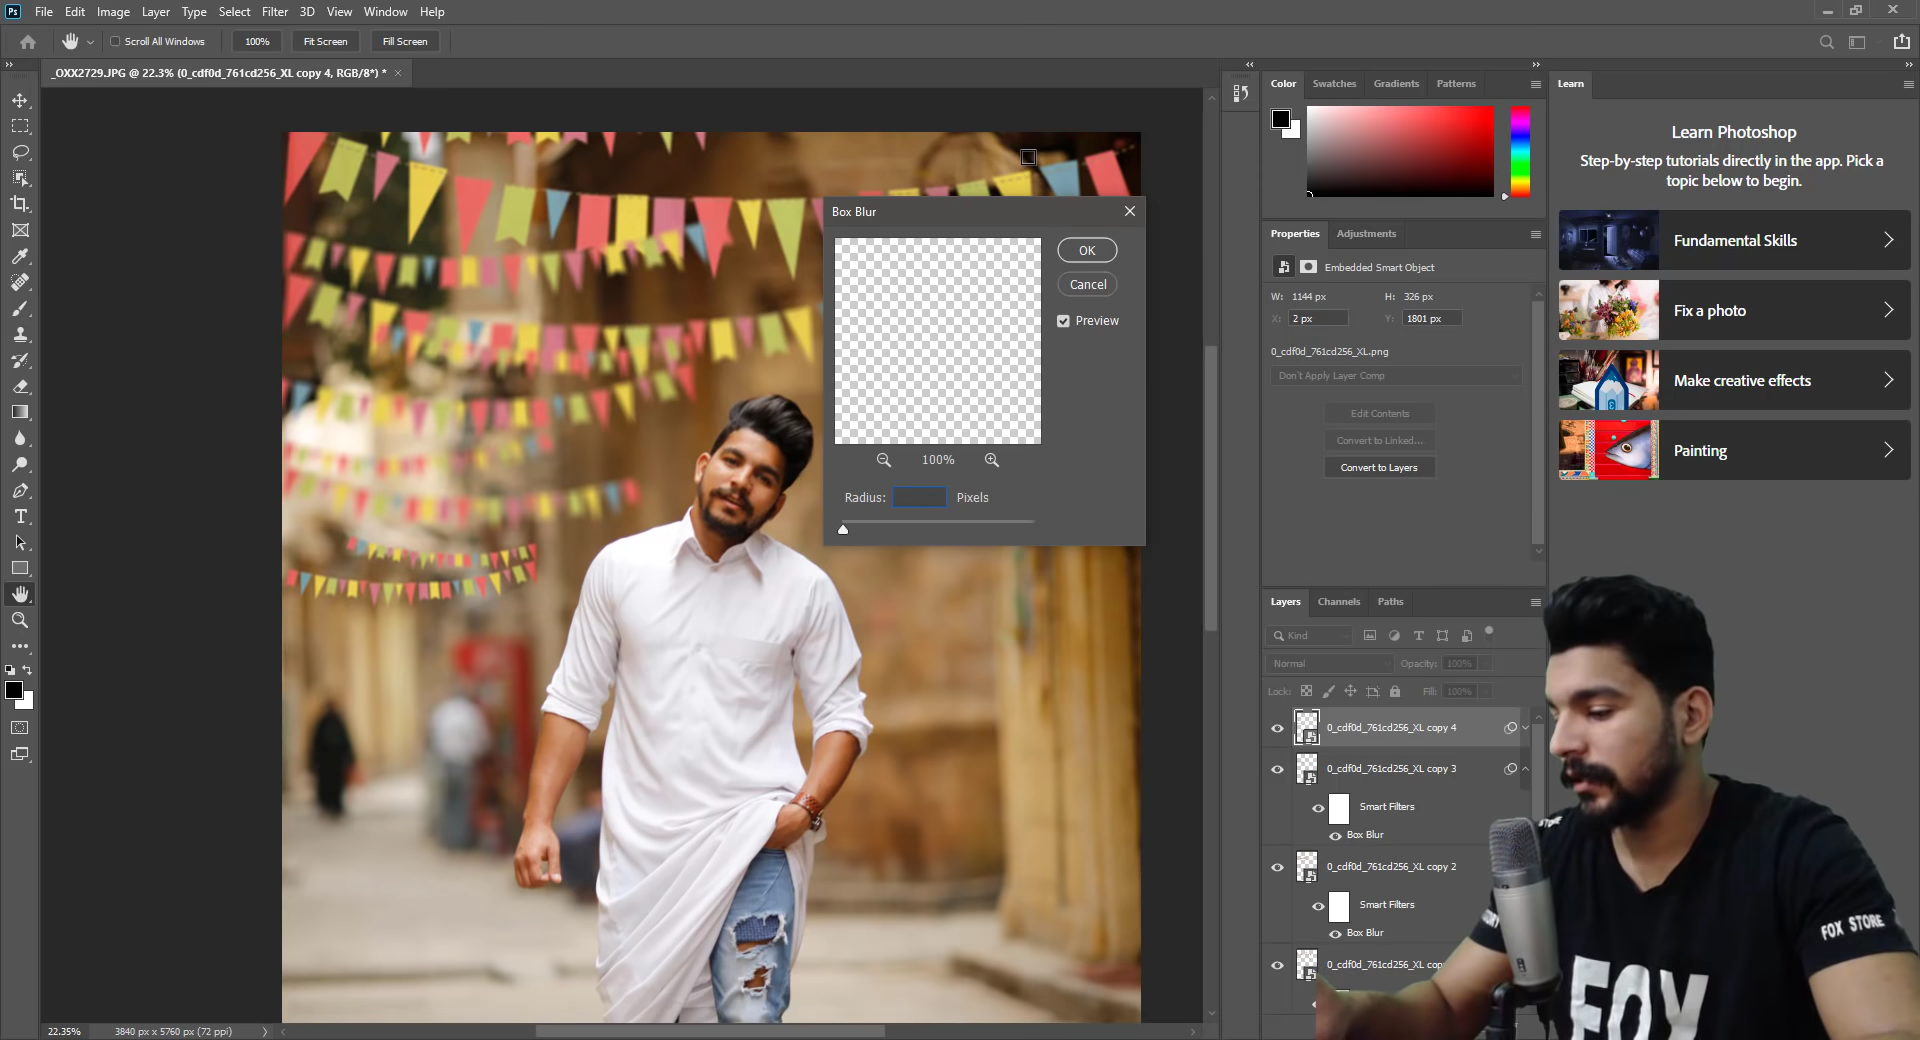 Ps File Edit Image Layer Type Select Filter 3D View Window Help
Scroll All Windows 100% Fit Screen Fill Screen
_OXX2729.JPG @ 22.3% (0_cdf0d_761cd256_XL copy 4, RGB/8*) * ×
Box Blur
OK
Cancel
Preview
100%
Radius: Pixels
22.35% 3840 px x 5760 px (72 ppi)
Color Swatches Gradients Patterns
Properties Adjustments
Embedded Smart Object
W: 1144 px H: 326 px
X: 2 px Y: 1801 px
0_cdf0d_761cd256_XL.png
Don't Apply Layer Comp
Edit Contents
Convert to Linked...
Convert to Layers
Layers Channels Paths
Kind
Normal Opacity: 100%
Lock: Fill: 100%
0_cdf0d_761cd256_XL copy 4
0_cdf0d_761cd256_XL copy 3
Smart Filters
Box Blur
0_cdf0d_761cd256_XL copy 2
Smart Filters
Box Blur
0_cdf0d_761cd256_XL
Learn
Learn Photoshop
Step-by-step tutorials directly in the app. Pick a
topic below to begin.
Fundamental Skills
Fix a photo
Make creative effects
Painting
FOX STORE
FOX